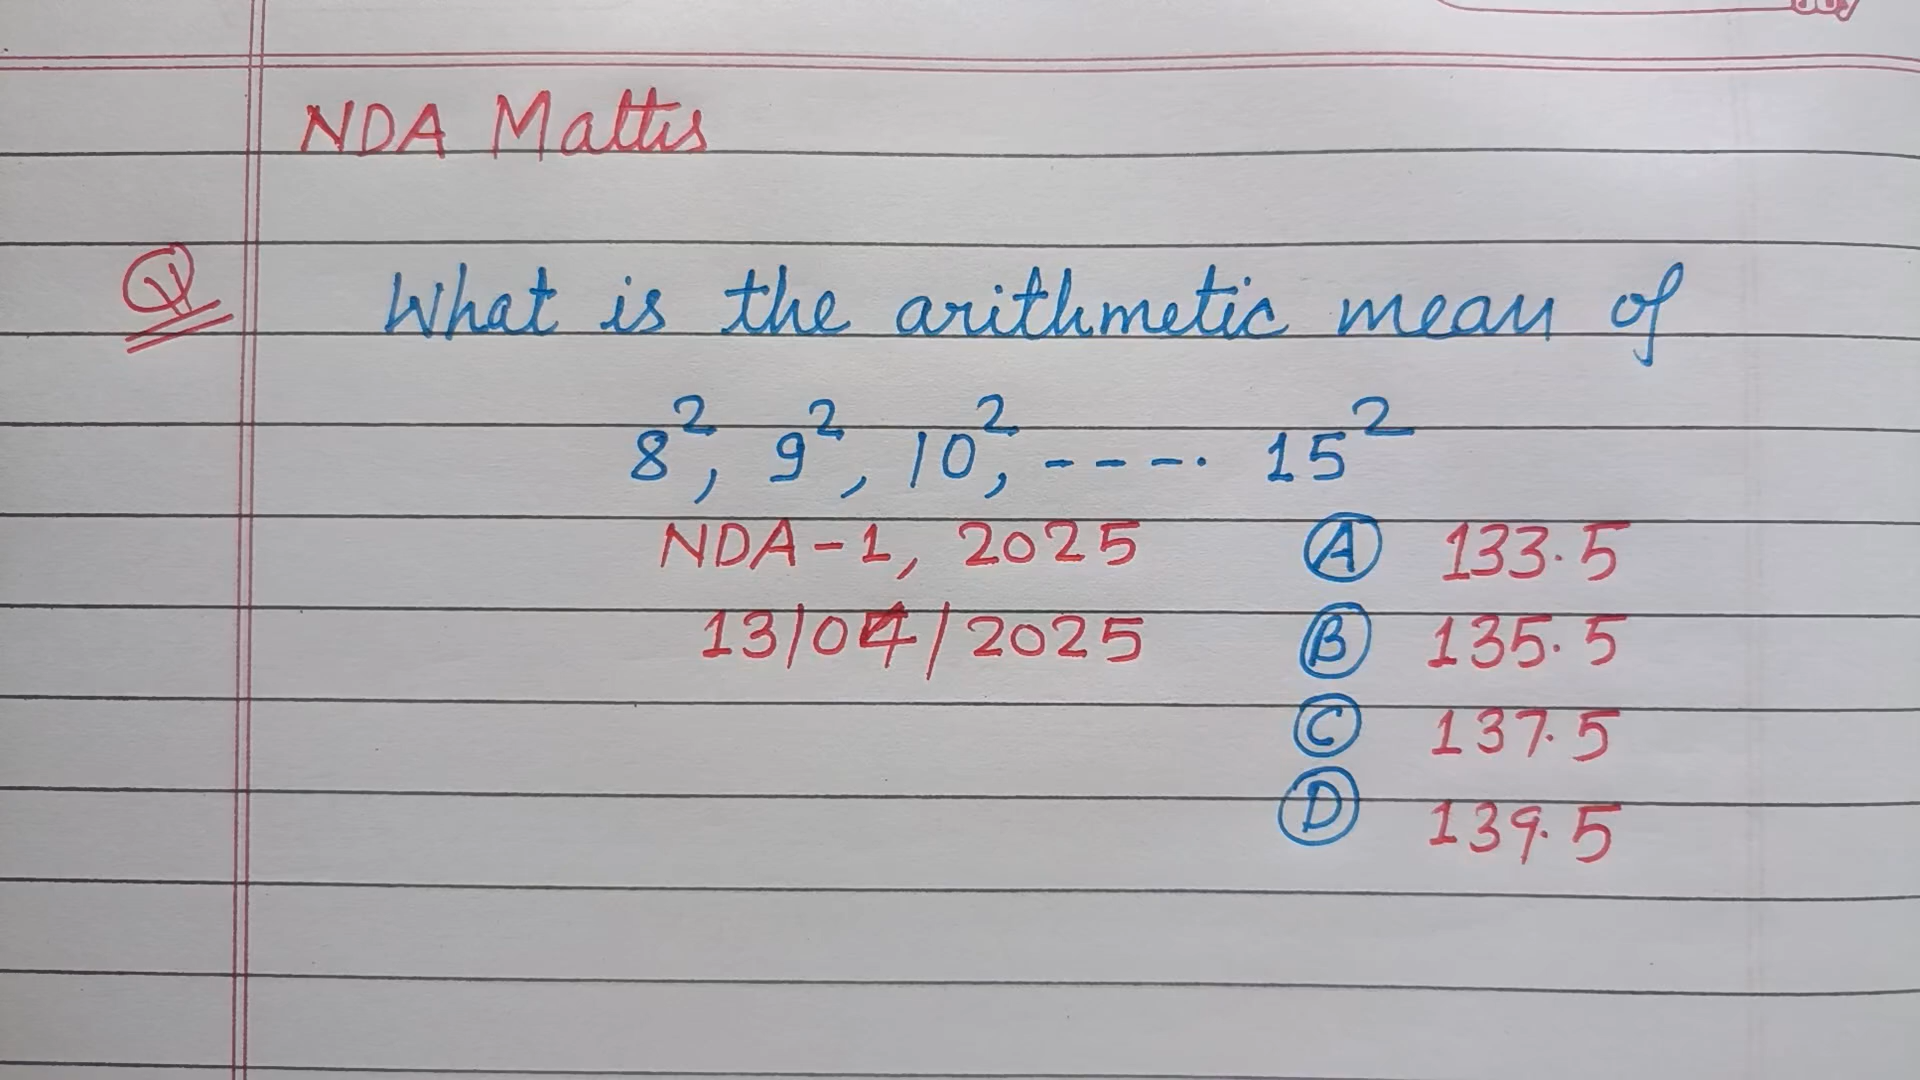 NDA Maths
Q What is the arithmetic mean of
8², 9², 10², ----. 15²
NDA-1, 2025 A 133.5
13/04/2025 B 135.5
C 137.5
D 139.5